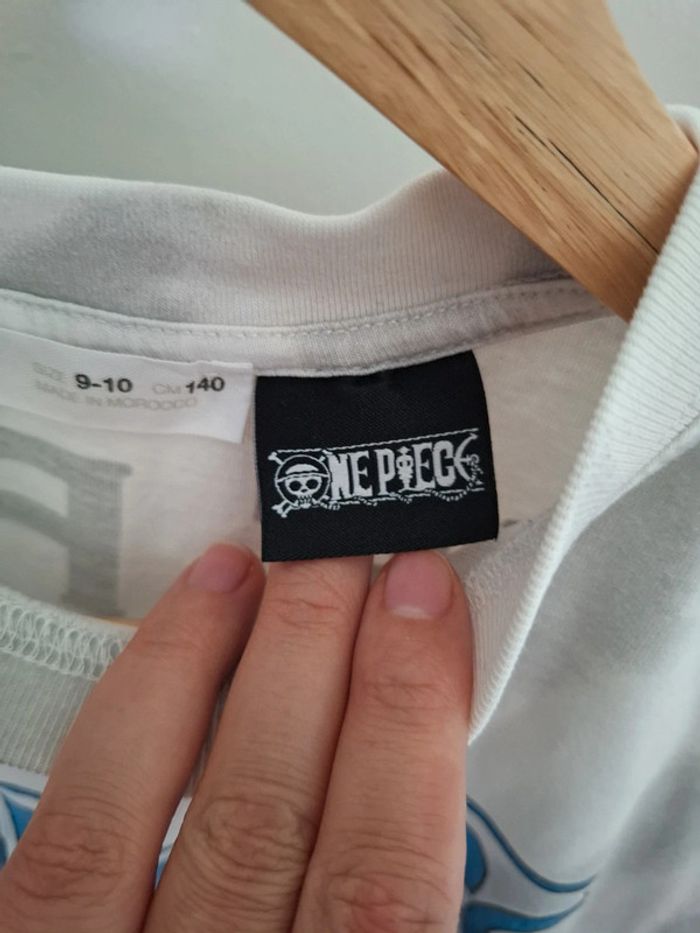 SIZE 9-10 CM 140
MADE IN MOROCCO
ONE PIECE